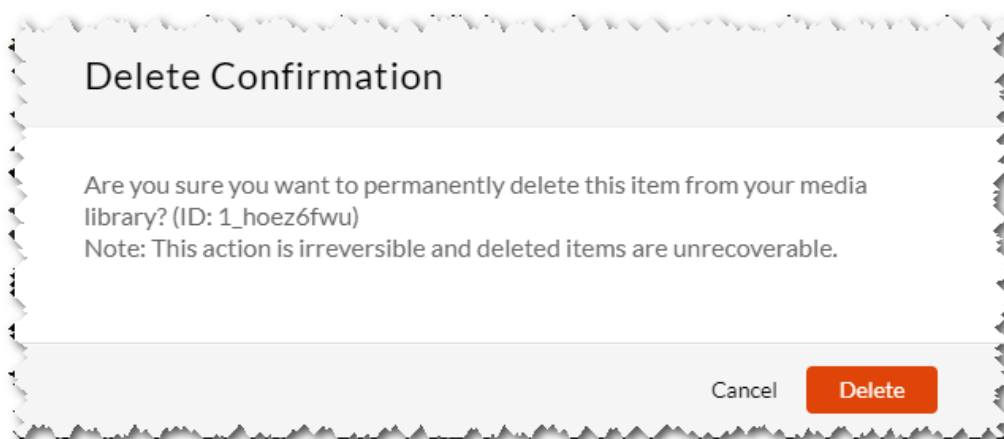 Delete Confirmation
Are you sure you want to permanently delete this item from your media
library? (ID: 1_hoez6fwu)
Note: This action is irreversible and deleted items are unrecoverable.
Cancel
Delete